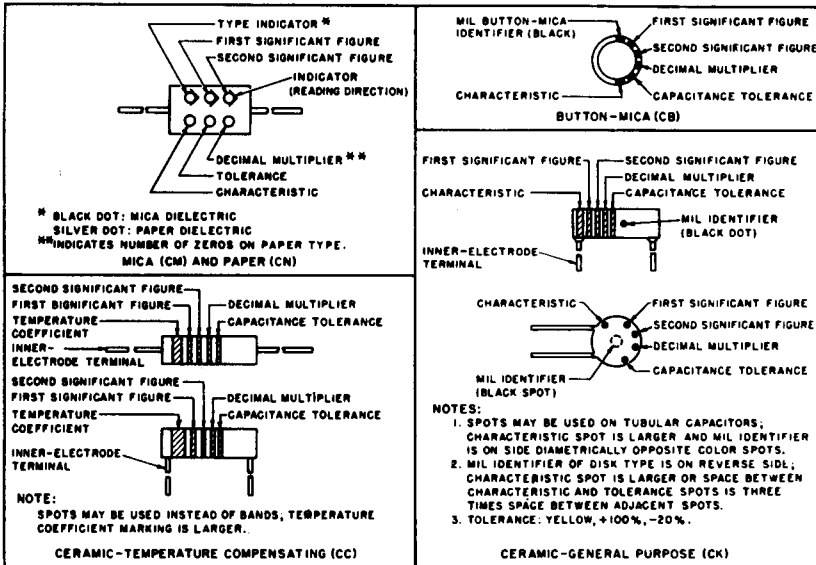 TYPE INDICATOR *
FIRST SIGNIFICANT FIGURE
SECOND SIGNIFICANT FIGURE
INDICATOR
(READING DIRECTION)
DECIMAL MULTIPLIER **
TOLERANCE
CHARACTERISTIC
* BLACK DOT: MICA DIELECTRIC
SILVER DOT: PAPER DIELECTRIC
** INDICATES NUMBER OF ZEROS ON PAPER TYPE.
MICA (CM) AND PAPER (CN)
MIL BUTTON-MICA
IDENTIFIER (BLACK)
FIRST SIGNIFICANT FIGURE
SECOND SIGNIFICANT FIGURE
DECIMAL MULTIPLIER
CHARACTERISTIC
CAPACITANCE TOLERANCE
BUTTON-MICA (CB)
SECOND SIGNIFICANT FIGURE
FIRST SIGNIFICANT FIGURE
DECIMAL MULTIPLIER
TEMPERATURE
COEFFICIENT
CAPACITANCE TOLERANCE
INNER-
ELECTRODE TERMINAL
SECOND SIGNIFICANT FIGURE
FIRST SIGNIFICANT FIGURE
DECIMAL MULTIPLIER
TEMPERATURE
COEFFICIENT
CAPACITANCE TOLERANCE
INNER-ELECTRODE
TERMINAL
NOTE:
SPOTS MAY BE USED INSTEAD OF BANDS; TEMPERATURE
COEFFICIENT MARKING IS LARGER.
CERAMIC-TEMPERATURE COMPENSATING (CC)
FIRST SIGNIFICANT FIGURE
SECOND SIGNIFICANT FIGURE
DECIMAL MULTIPLIER
CHARACTERISTIC
CAPACITANCE TOLERANCE
MIL IDENTIFIER
(BLACK DOT)
INNER-ELECTRODE
TERMINAL
CHARACTERISTIC
FIRST SIGNIFICANT FIGURE
SECOND SIGNIFICANT FIGURE
DECIMAL MULTIPLIER
CAPACITANCE TOLERANCE
MIL IDENTIFIER
(BLACK SPOT)
NOTES:
1. SPOTS MAY BE USED ON TUBULAR CAPACITORS;
CHARACTERISTIC SPOT IS LARGER AND MIL IDENTIFIER
IS ON SIDE DIAMETRICALLY OPPOSITE COLOR SPOTS.
2. MIL IDENTIFIER OF DISK TYPE IS ON REVERSE SIDE;
CHARACTERISTIC SPOT IS LARGER OR SPACE BETWEEN
CHARACTERISTIC AND TOLERANCE SPOTS IS THREE
TIMES SPACE BETWEEN ADJACENT SPOTS.
3. TOLERANCE: YELLOW, +100%, -20%.
CERAMIC-GENERAL PURPOSE (CK)